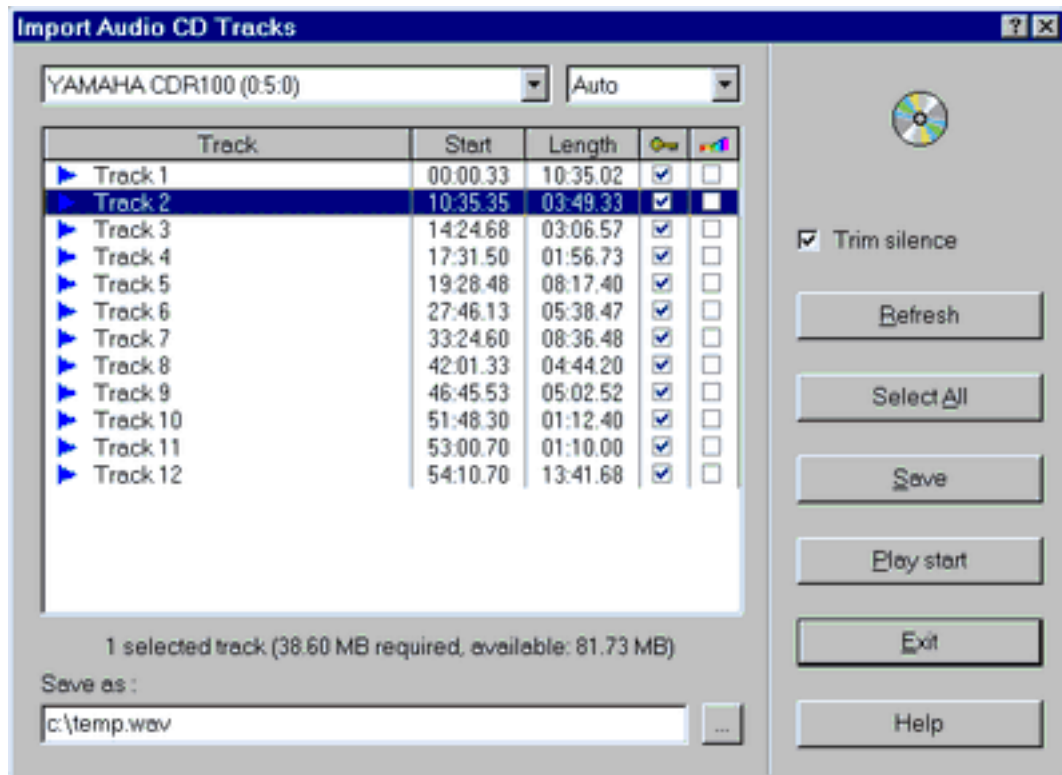 Import Audio CD Tracks
YAMAHA CDR100 (0:5:0) Auto
Track Start Length
Track 1 00:00.33 10:35.02
Track 2 10:35.35 03:49.33
Track 3 14:24.68 03:06.57
Track 4 17:31.50 01:56.73
Track 5 19:28.48 08:17.40
Track 6 27:46.13 05:38.47
Track 7 33:24.60 08:36.48
Track 8 42:01.33 04:44.20
Track 9 46:45.53 05:02.52
Track 10 51:48.30 01:12.40
Track 11 53:00.70 01:10.00
Track 12 54:10.70 13:41.68
1 selected track (38.60 MB required, available: 81.73 MB)
Save as :
c:\temp.wav ...
Trim silence
Refresh
Select All
Save
Play start
Exit
Help